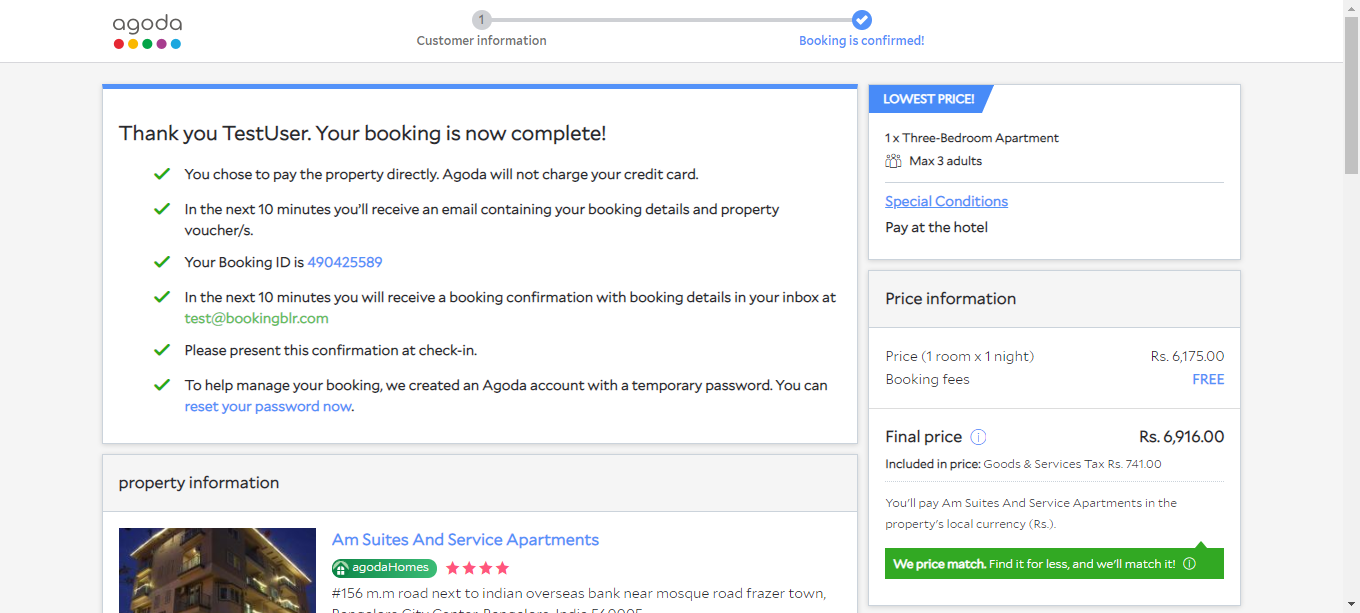 agoda
1
Customer information
Booking is confirmed!
Thank you TestUser. Your booking is now complete!
You chose to pay the property directly. Agoda will not charge your credit card.
In the next 10 minutes you'll receive an email containing your booking details and property
voucher/s.
Your Booking ID is 490425589
In the next 10 minutes you will receive a booking confirmation with booking details in your inbox at
test@bookingblr.com
Please present this confirmation at check-in.
To help manage your booking, we created an Agoda account with a temporary password. You can
reset your password now.
property information
Am Suites And Service Apartments
agodaHomes
#156 m.m road next to indian overseas bank near mosque road frazer town,
Bangalore City Center, Bangalore, India 560005
LOWEST PRICE!
1 x Three-Bedroom Apartment
Max 3 adults
Special Conditions
Pay at the hotel
Price information
Price (1 room x 1 night) Rs. 6,175.00
Booking fees FREE
Final price Rs. 6,916.00
Included in price: Goods & Services Tax Rs. 741.00
You'll pay Am Suites And Service Apartments in the
property's local currency (Rs.).
We price match. Find it for less, and we'll match it!